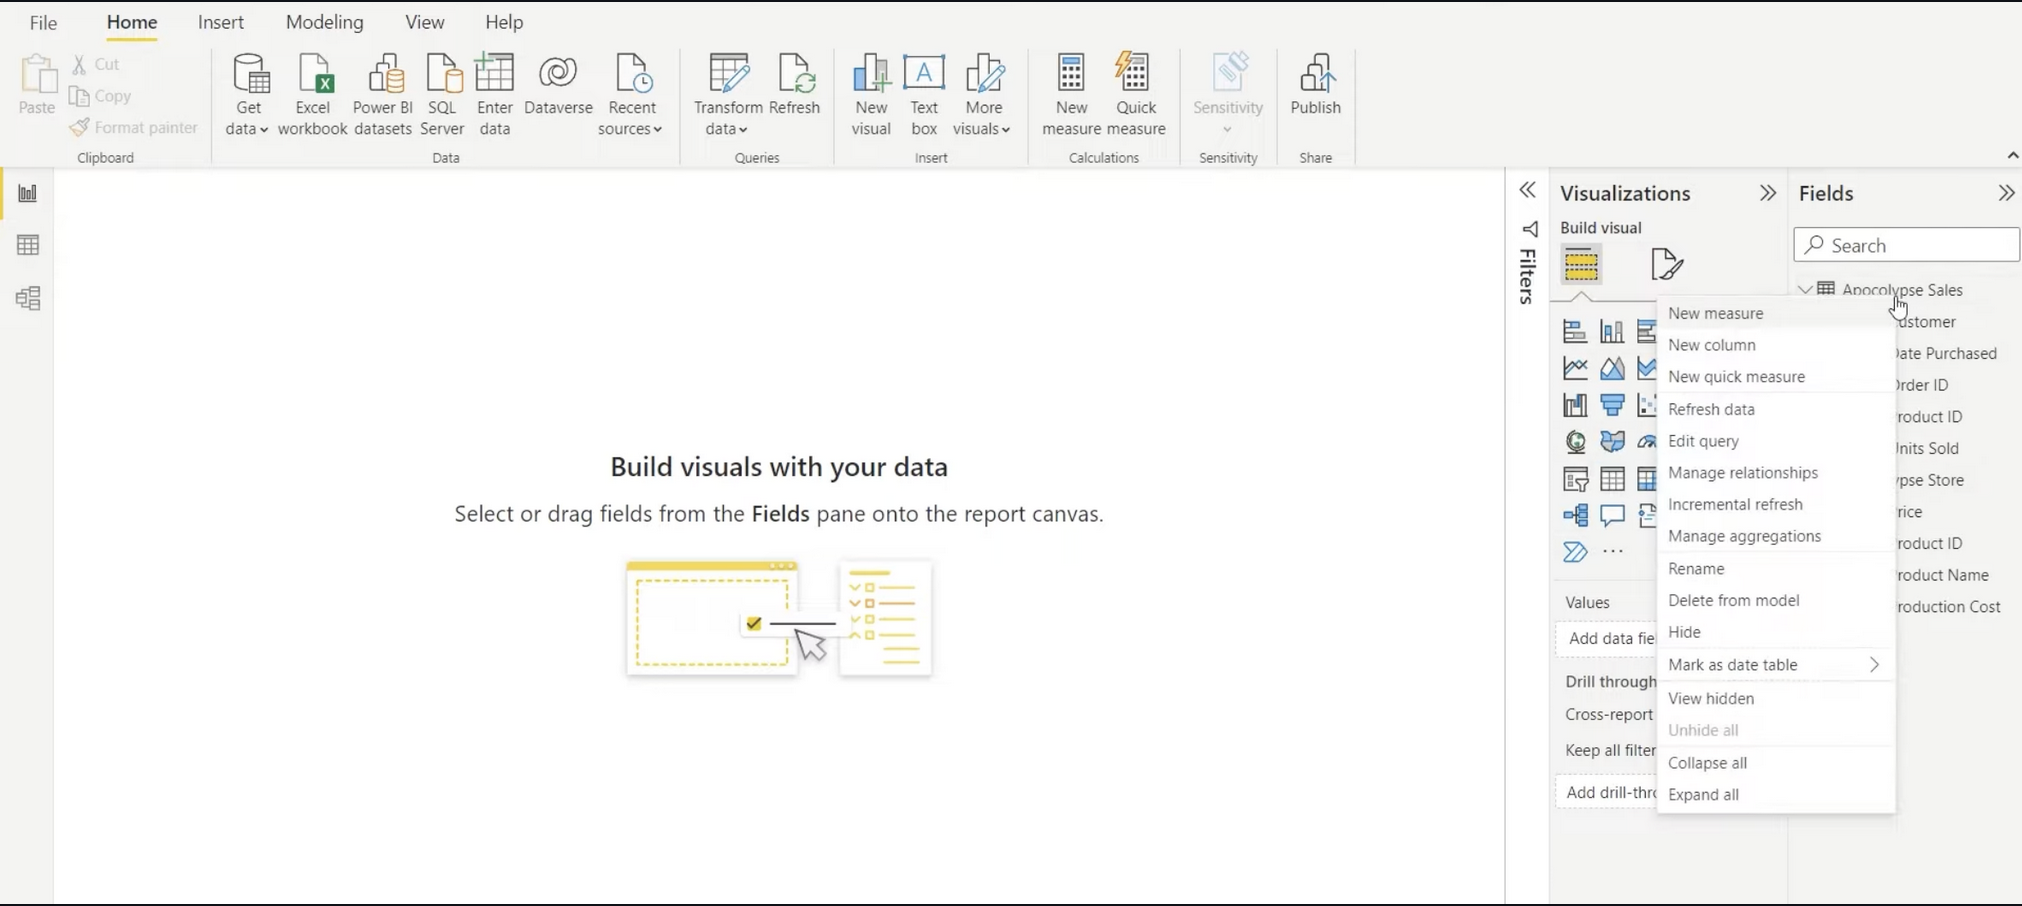 File Home Insert Modeling View Help
Paste
Cut
Copy
Format painter
Clipboard
Get data
Excel workbook
Power BI datasets
SQL Server
Enter data
Dataverse
Recent sources
Data
Transform data
Refresh
Queries
New visual
Text box
More visuals
Insert
New measure
Quick measure
Calculations
Sensitivity
Sensitivity
Publish
Share
Build visuals with your data
Select or drag fields from the Fields pane onto the report canvas.
Filters
Visualizations
Build visual
Values
Add data fie
Drill through
Cross-report
Keep all filter
Add drill-thro
New measure
New column
New quick measure
Refresh data
Edit query
Manage relationships
Incremental refresh
Manage aggregations
Rename
Delete from model
Hide
Mark as date table
View hidden
Unhide all
Collapse all
Expand all
Fields
Search
Apocolypse Sales
ustomer
ate Purchased
rder ID
roduct ID
nits Sold
pse Store
rice
roduct ID
roduct Name
roduction Cost